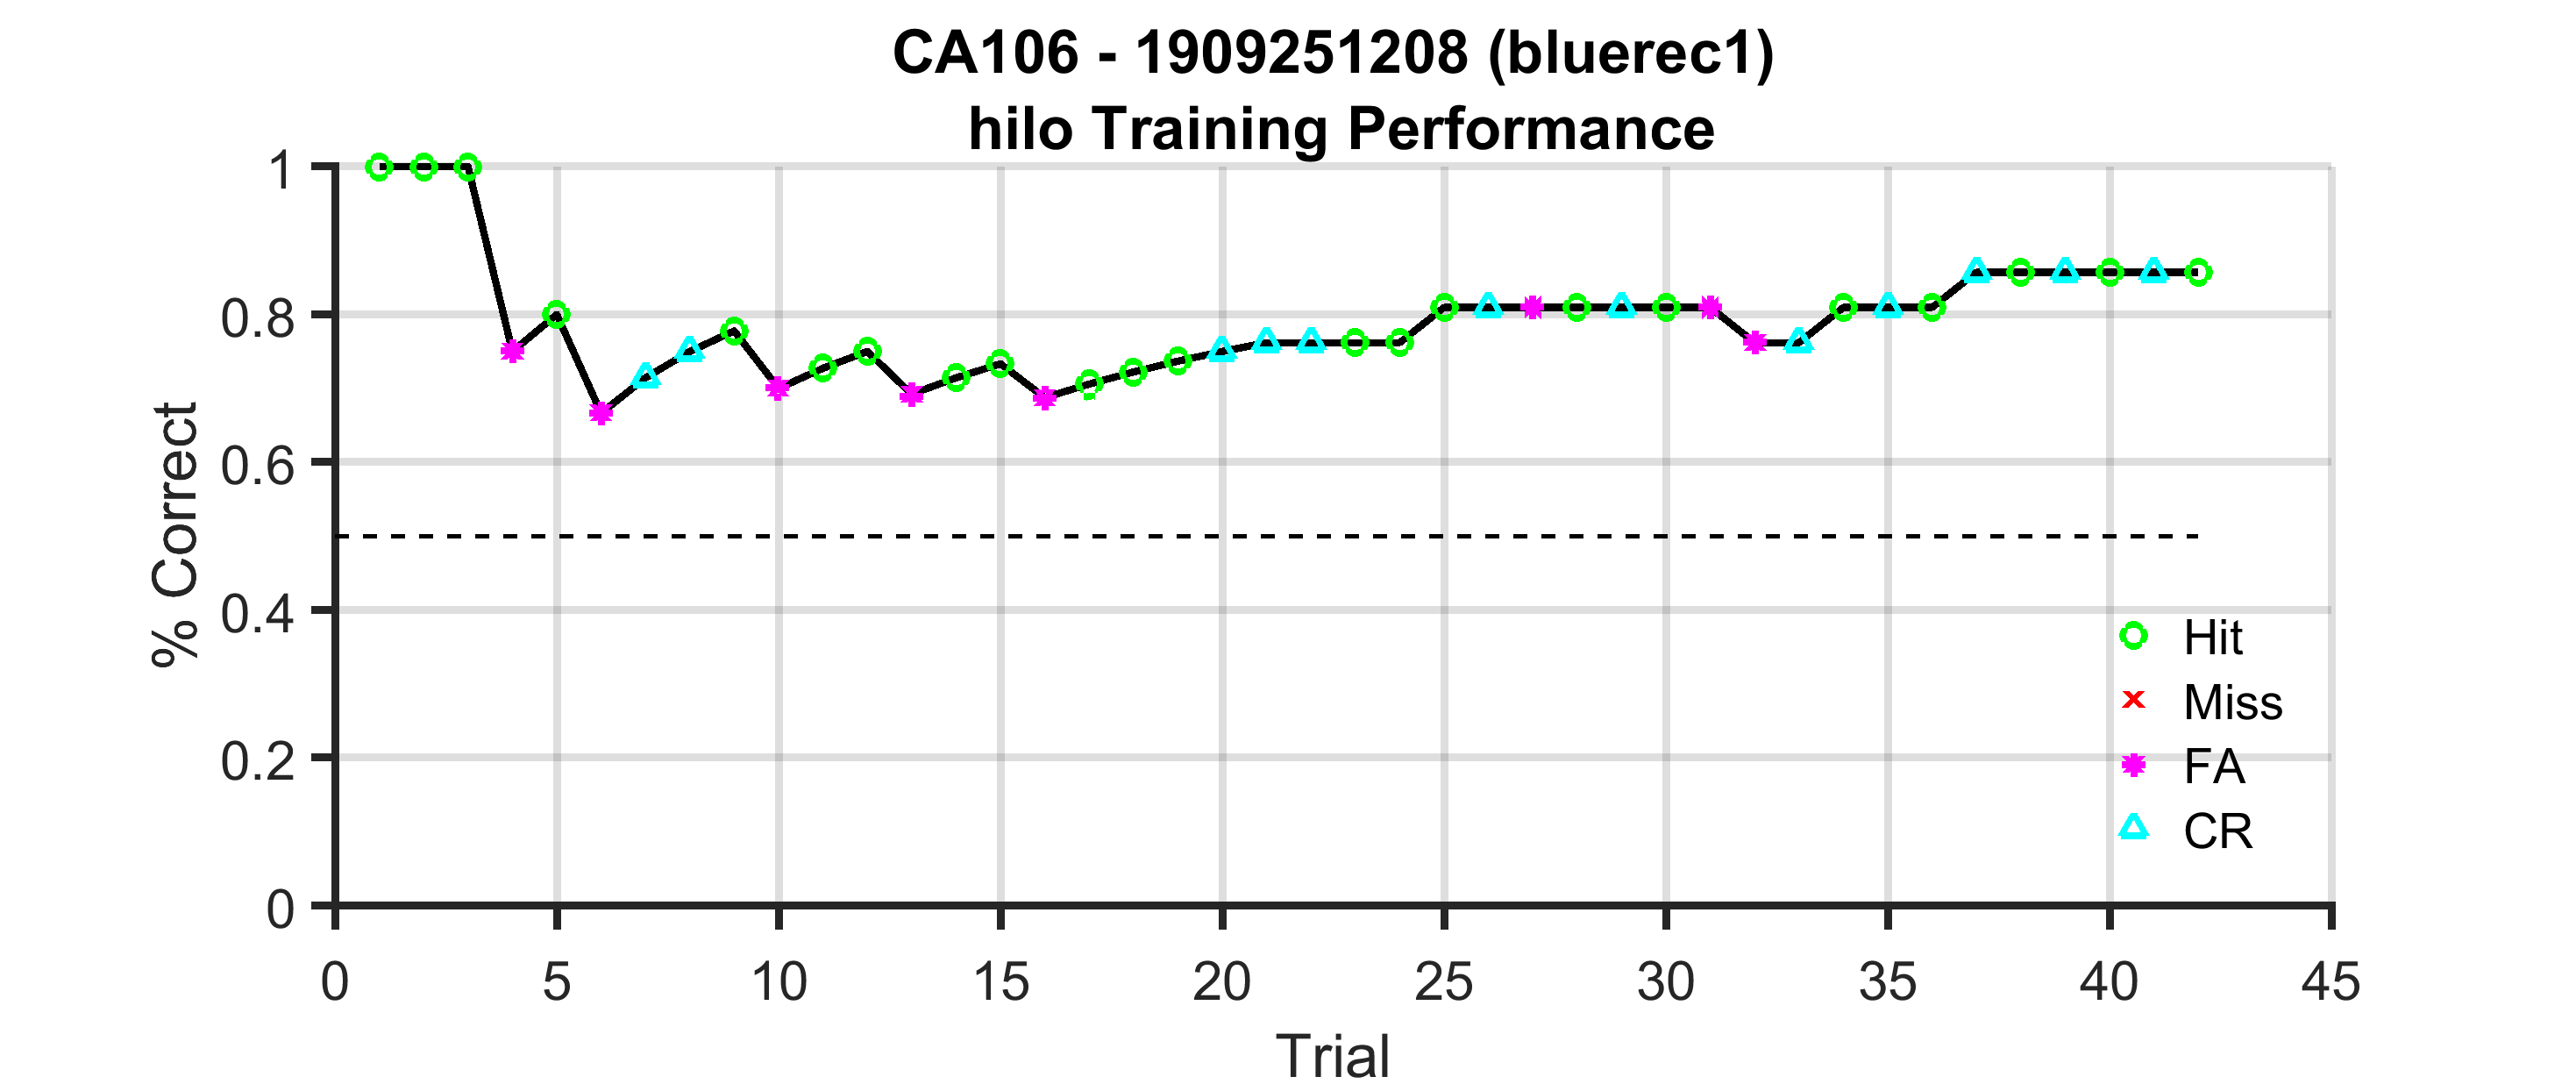 CA106 - 1909251208 (bluerec1)
hilo Training Performance
% Correct
1
0.8
0.6
0.4
0.2
0
0 5 10 15 20 25 30 35 40 45
Trial
Hit
Miss
FA
CR